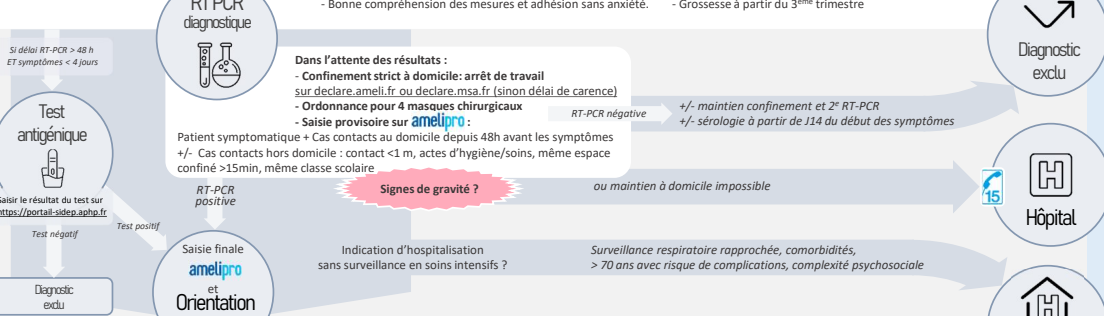 - Bonne compréhension des mesures et adhésion sans anxiété.
- Grossesse à partir du 3ème trimestre
RT PCR
diagnostique
Diagnostic
exclu
Si délai RT-PCR > 48 h
ET symptômes < 4 jours
Dans l'attente des résultats :
- Confinement strict à domicile: arrêt de travail
sur declare.ameli.fr ou declare.msa.fr (sinon délai de carence)
- Ordonnance pour 4 masques chirurgicaux
- Saisie provisoire sur amelipro :
Patient symptomatique + Cas contacts au domicile depuis 48h avant les symptômes
+/- Cas contacts hors domicile : contact <1 m, actes d'hygiène/soins, même espace
confiné >15min, même classe scolaire
RT-PCR négative
+/- maintien confinement et 2e RT-PCR
+/- sérologie à partir de J14 du début des symptômes
Test
antigénique
Saisir le résultat du test sur
https://portail-sidep.aphp.fr
Test négatif
Test positif
Diagnostic
exclu
RT-PCR
positive
Signes de gravité ?
ou maintien à domicile impossible
15
H
Hôpital
Saisie finale
amelipro
et
Orientation
Indication d'hospitalisation
sans surveillance en soins intensifs ?
Surveillance respiratoire rapprochée, comorbidités,
> 70 ans avec risque de complications, complexité psychosociale
H